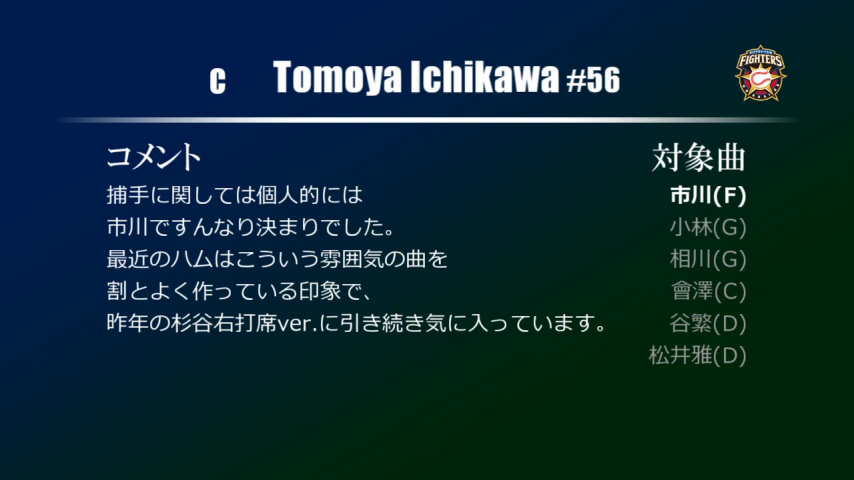 C Tomoya Ichikawa #56
FIGHTERS
コメント
捕手に関しては個人的には
市川ですんなり決まりでした。
最近のハムはこういう雰囲気の曲を
割とよく作っている印象で、
昨年の杉谷右打席ver.に引き続き気に入っています。
対象曲
市川(F)
小林(G)
相川(G)
會澤(C)
谷繁(D)
松井雅(D)